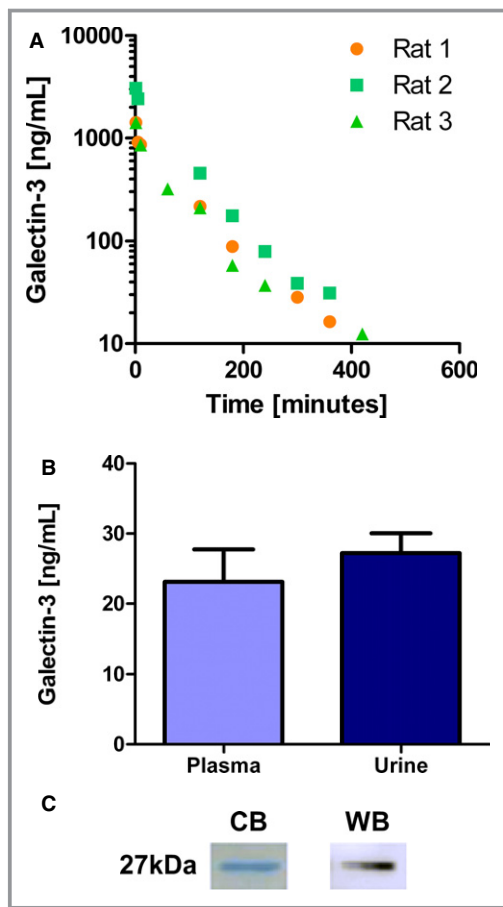 A
10000
1000
100
10
Galectin-3 [ng/mL]
Rat 1
Rat 2
Rat 3
0
200
400
600
Time [minutes]
B
40
30
20
10
0
Galectin-3 [ng/mL]
Plasma
Urine
C
CB
WB
27kDa